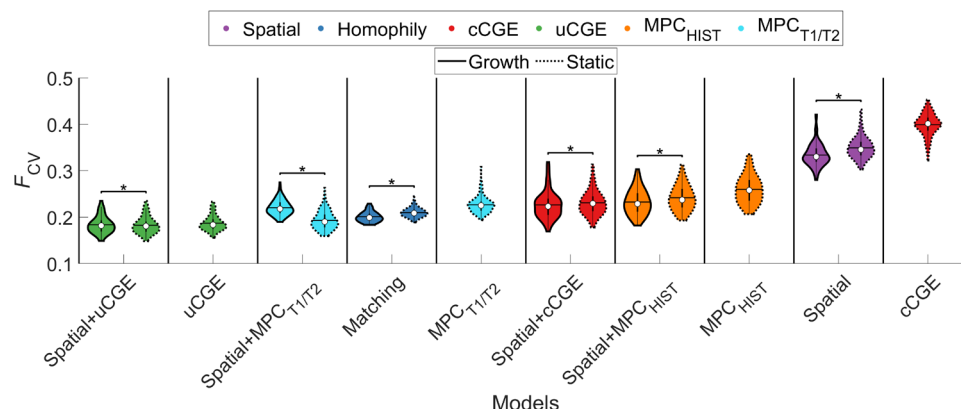 Spatial Homophily cCGE uCGE MPC_HIST MPC_T1/T2
Growth Static
0.5
0.4
0.3
0.2
0.1
F_CV
* * * * * *
Spatial+uCGE
uCGE
Spatial+MPC_T1/T2
Matching
MPC_T1/T2
Spatial+cCGE
Spatial+MPC_HIST
MPC_HIST
Spatial
cCGE
Models